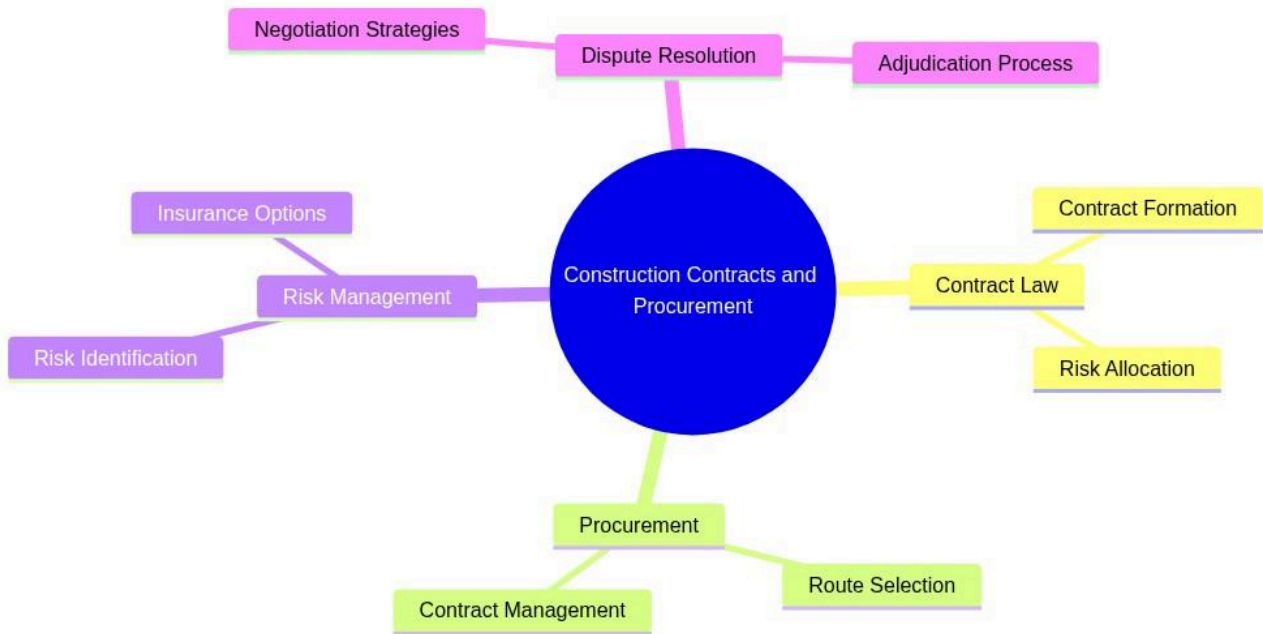 Negotiation Strategies
Dispute Resolution
Adjudication Process
Insurance Options
Contract Formation
Construction Contracts and
Procurement
Contract Law
Risk Management
Risk Identification
Risk Allocation
Procurement
Route Selection
Contract Management